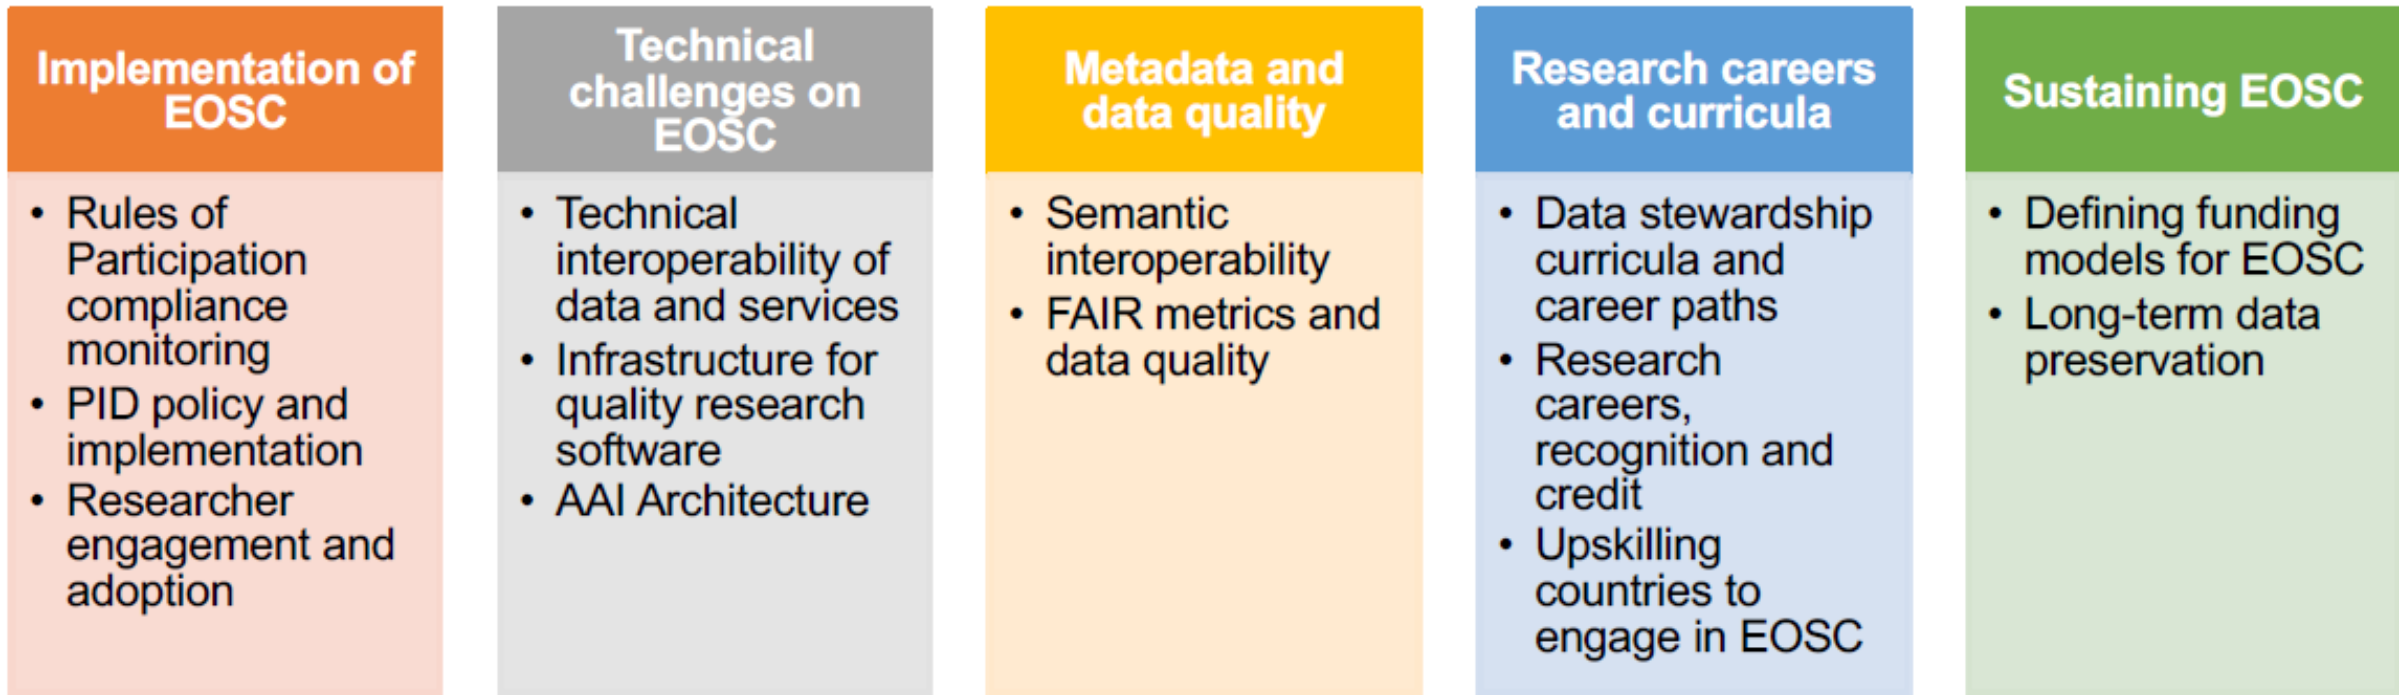 Implementation of
EOSC
• Rules of
Participation
compliance
monitoring
• PID policy and
implementation
• Researcher
engagement and
adoption
Technical
challenges on
EOSC
• Technical
interoperability of
data and services
• Infrastructure for
quality research
software
• AAI Architecture
Metadata and
data quality
• Semantic
interoperability
• FAIR metrics and
data quality
Research careers
and curricula
• Data stewardship
curricula and
career paths
• Research
careers,
recognition and
credit
• Upskilling
countries to
engage in EOSC
Sustaining EOSC
• Defining funding
models for EOSC
• Long-term data
preservation